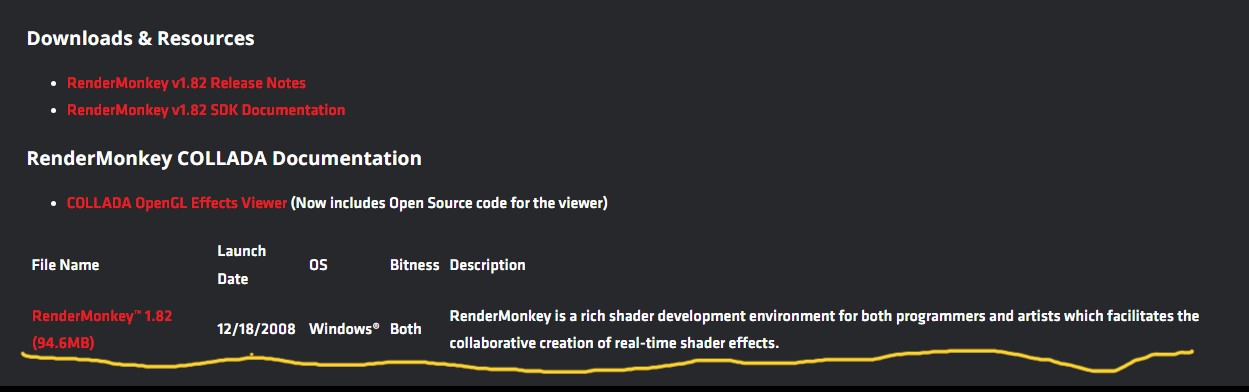 Downloads & Resources
• RenderMonkey v1.82 Release Notes
• RenderMonkey v1.82 SDK Documentation
RenderMonkey COLLADA Documentation
• COLLADA OpenGL Effects Viewer (Now includes Open Source code for the viewer)
File Name Launch Date OS Bitness Description
RenderMonkey™ 1.82 (94.6MB) 12/18/2008 Windows® Both RenderMonkey is a rich shader development environment for both programmers and artists which facilitates the
collaborative creation of real-time shader effects.